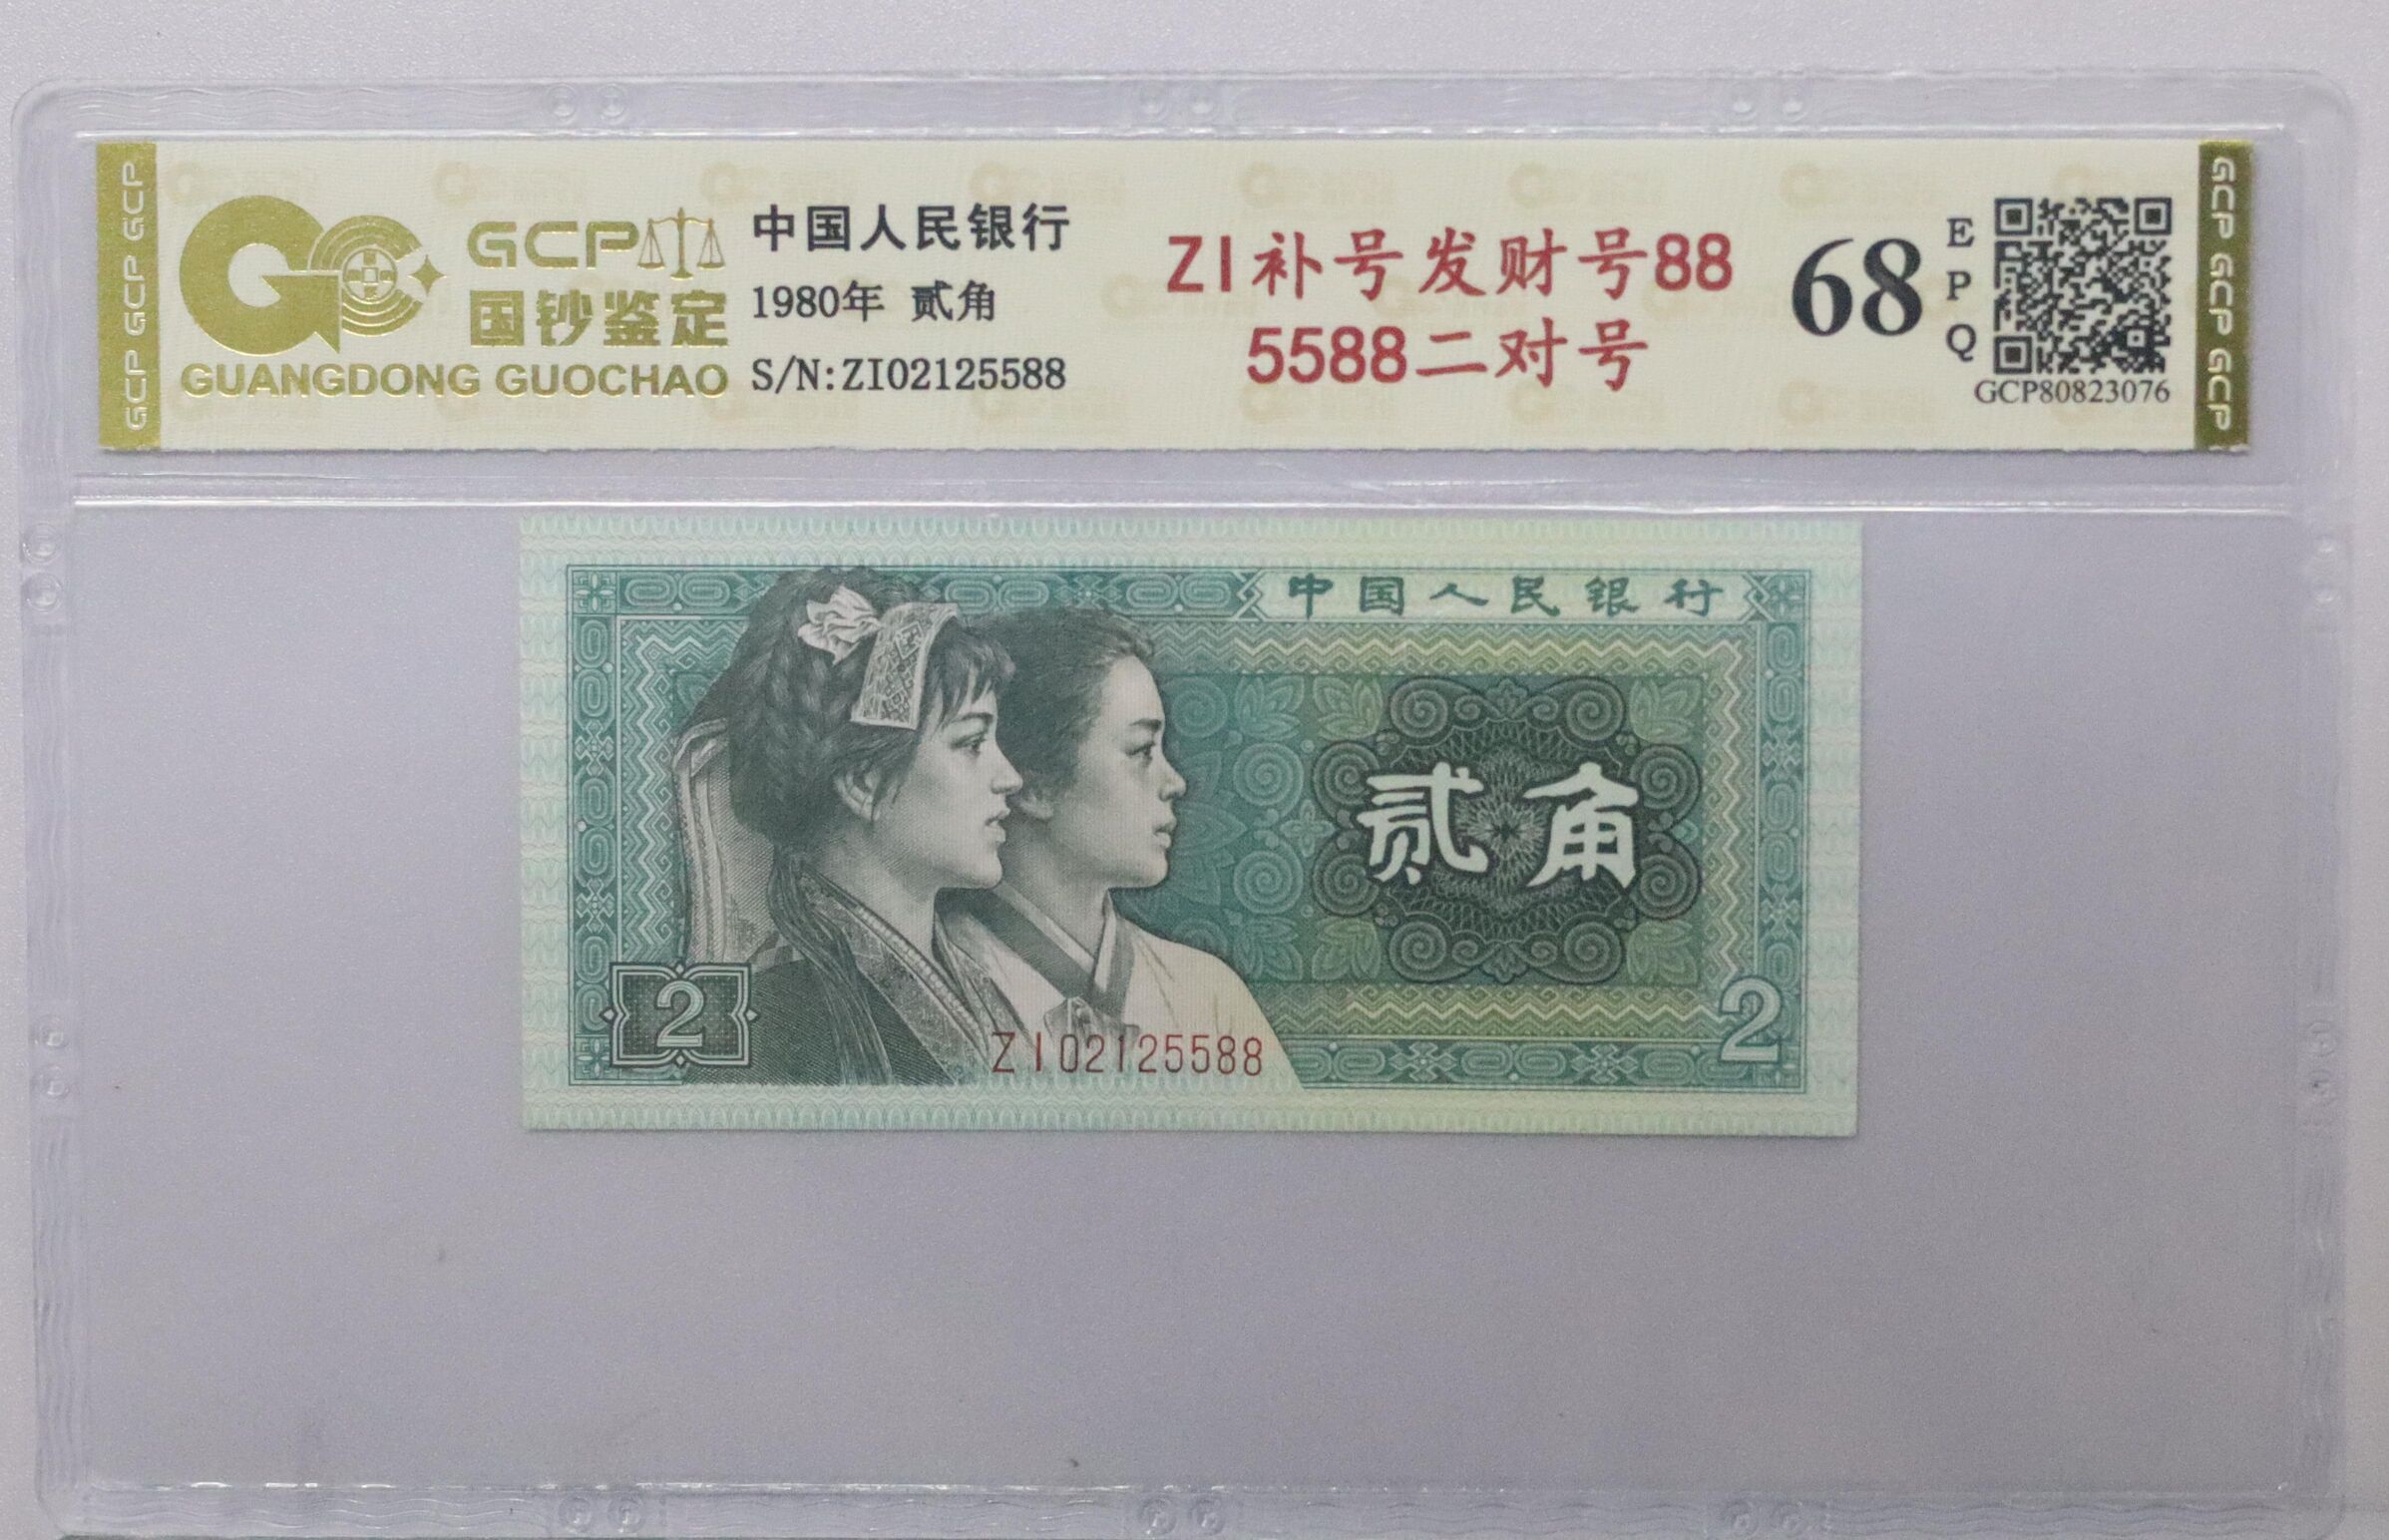 GCP GCP GCP
GCP
国钞鉴定
GUANGDONG GUOCHAO
中国人民银行
1980年 贰角
S/N:ZI02125588
ZI补号发财号88
5588二对号
68
EPQ
GCP80823076
GCP GCP GCP
中国人民银行
贰角
2
2
ZI02125588